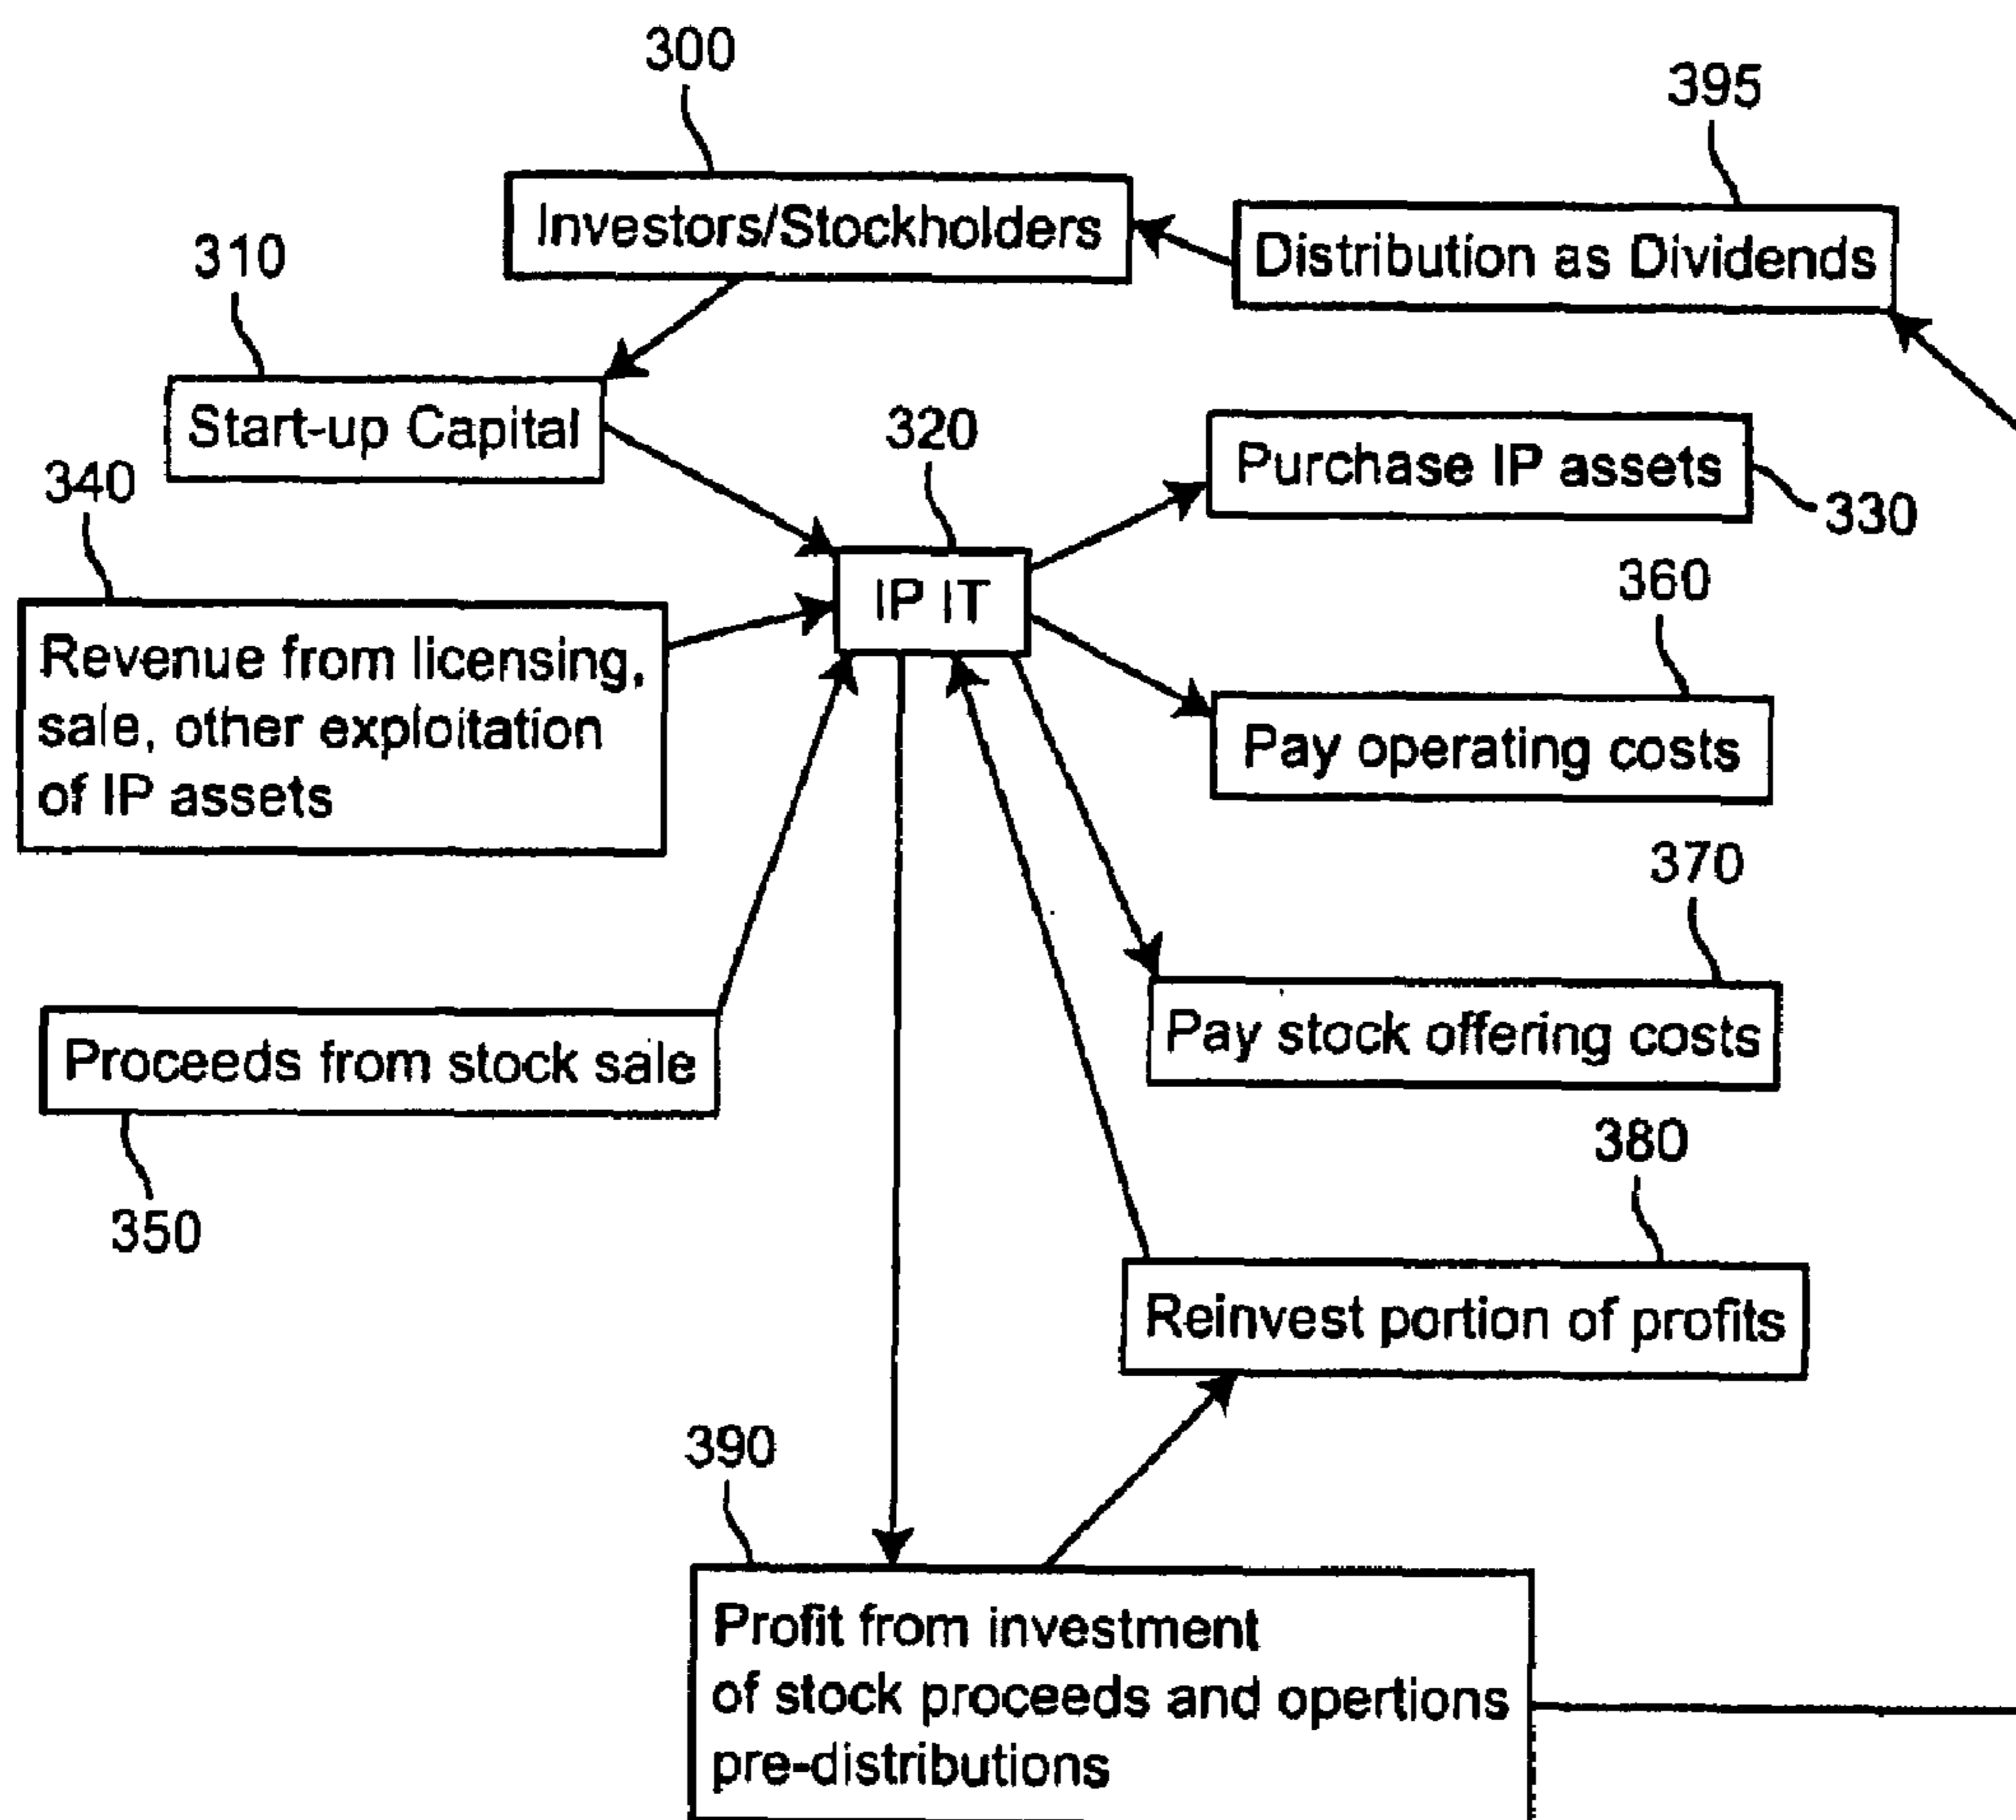 300
395
Investors/Stockholders
Distribution as Dividends
310
Start-up Capital
320
Purchase IP assets
330
340
IP IT
360
Revenue from licensing,
sale, other exploitation
of IP assets
Pay operating costs
370
Proceeds from stock sale
Pay stock offering costs
350
380
Reinvest portion of profits
390
Profit from investment
of stock proceeds and opertions
pre-distributions